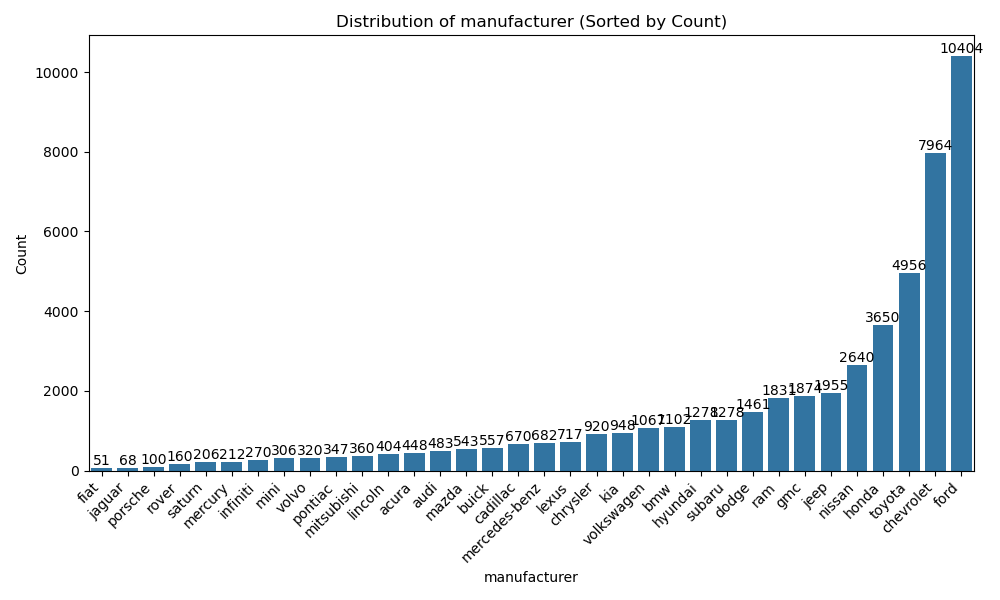 Distribution of manufacturer (Sorted by Count)
Count
10000
8000
6000
4000
2000
0
51 68 100 160 206 212 270 306 320 347 360 404 448 483 543 557 670 682 717 920 948 1067 1102 1278 1461 1831 1874 1955 2640 3650 4956 7964 10404
fiat jaguar porsche rover saturn mercury infiniti mini volvo pontiac mitsubishi lincoln acura audi mazda buick cadillac mercedes-benz lexus chrysler kia volkswagen bmw hyundai subaru dodge ram gmc jeep nissan honda toyota chevrolet ford
manufacturer